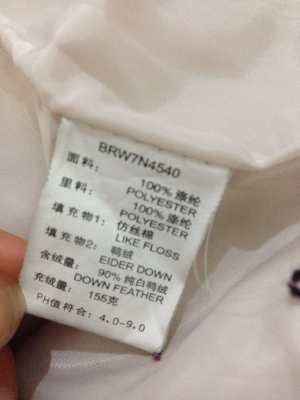 BRW7N4540
面料: 100% 涤纶
POLYESTER
里料: 100% 涤纶
POLYESTER
填充物1: 仿丝棉
LIKE FLOSS
填充物2: 鸭绒
EIDER DOWN
含绒量: 90% 纯白鸭绒
DOWN FEATHER
充绒量: 155克
PH值符合: 4.0-9.0